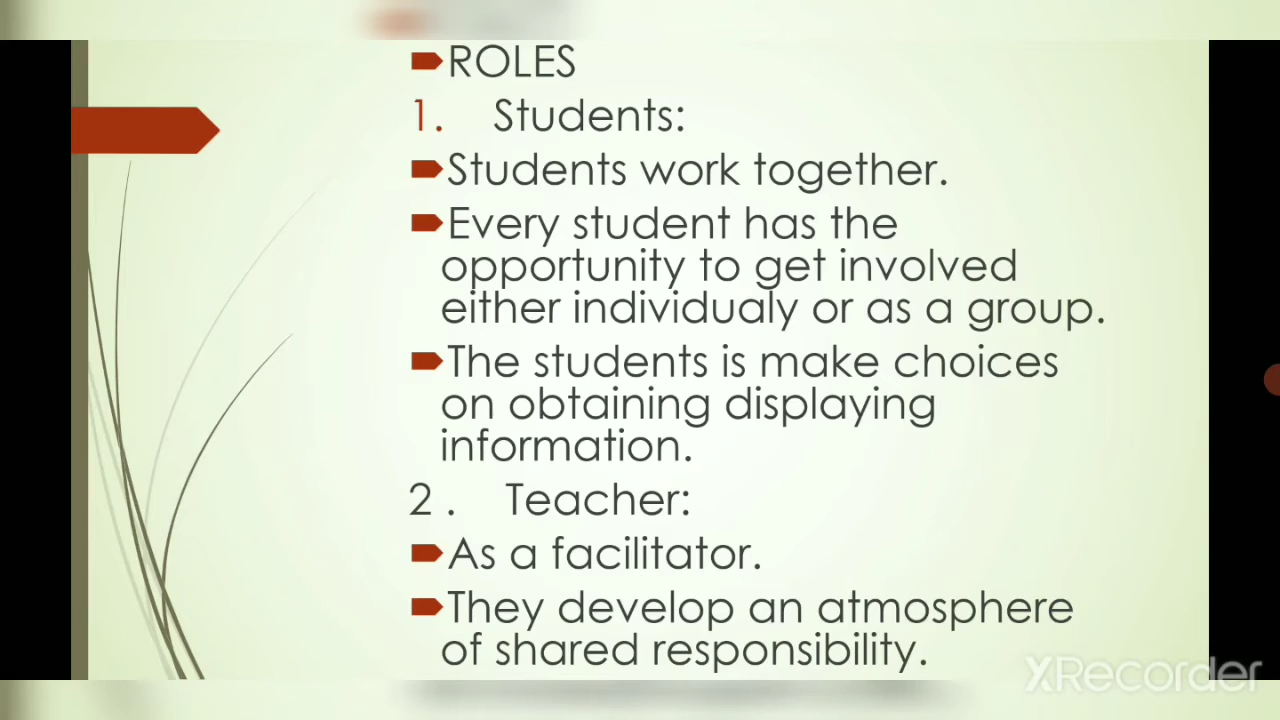 ROLES
1. Students:
Students work together.
Every student has the
opportunity to get involved
either individualy or as a group.
The students is make choices
on obtaining displaying
information.
2 . Teacher:
As a facilitator.
They develop an atmosphere
of shared responsibility.
XRecorder